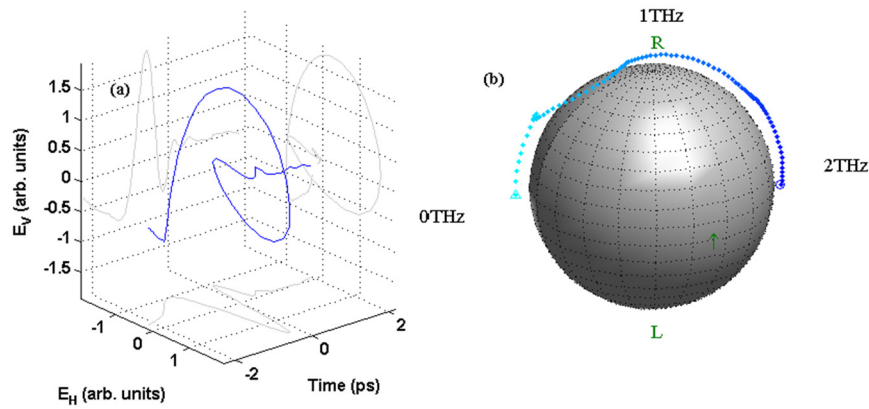 (a)
E_V (arb. units)
1.5
1
0.5
0
-0.5
-1
-1.5
-1
0
1
E_H (arb. units)
-2
0
2
Time (ps)
(b)
1THz
R
2THz
0THz
↑
L